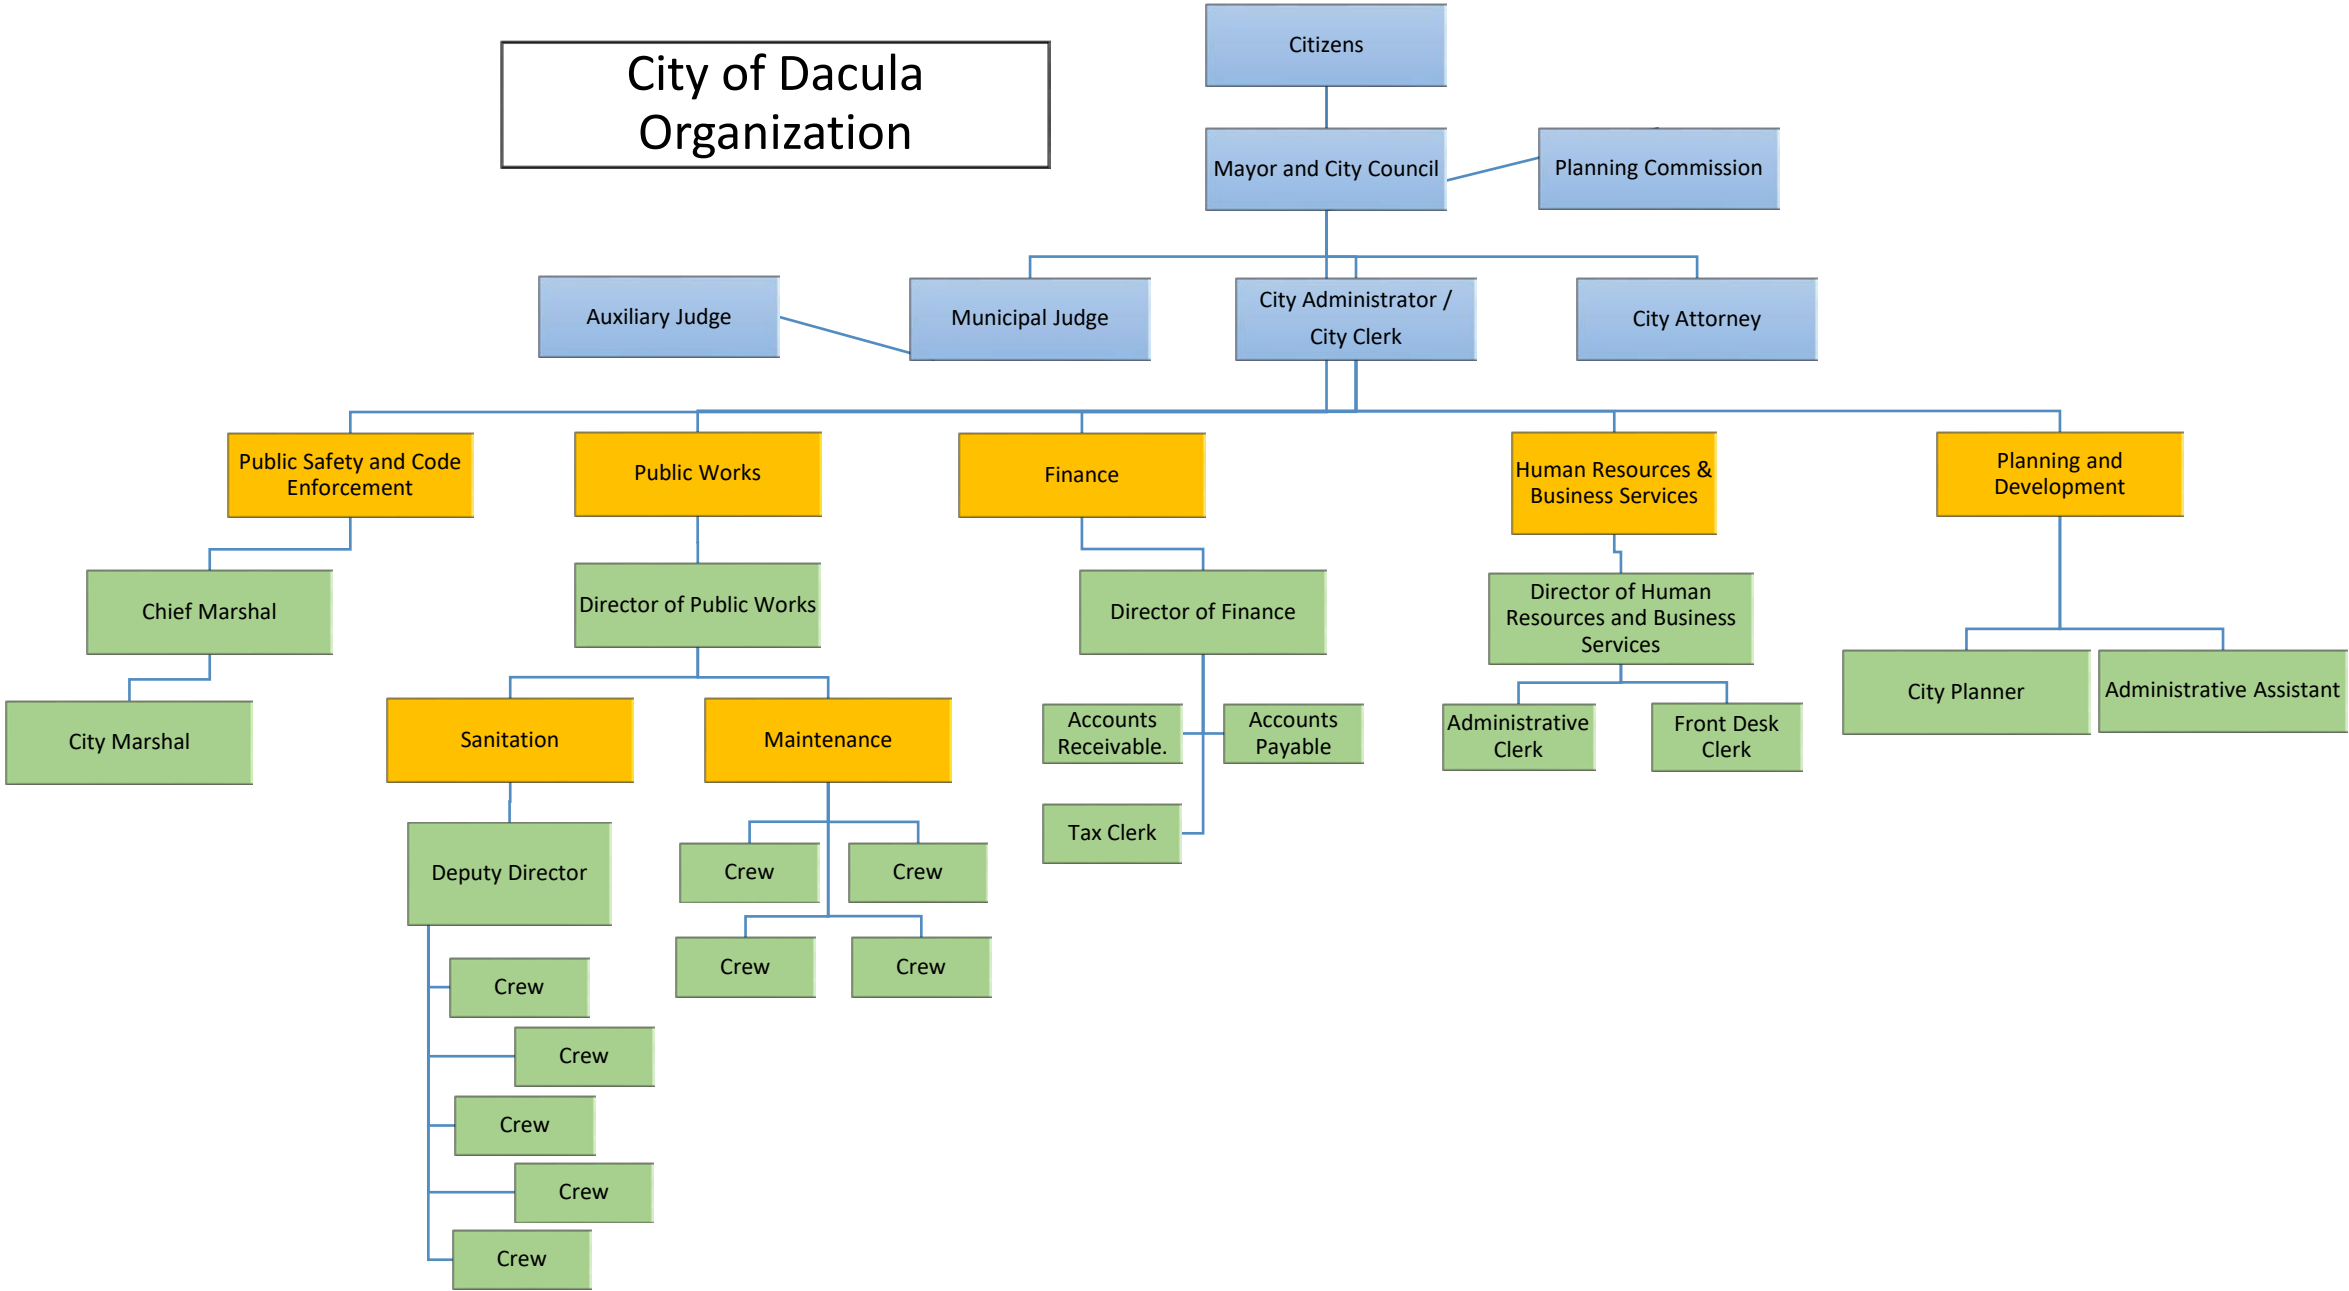 City of Dacula
Organization
Citizens
Mayor and City Council
Planning Commission
Auxiliary Judge
Municipal Judge
City Administrator /
City Clerk
City Attorney
Public Safety and Code
Enforcement
Public Works
Finance
Human Resources &
Business Services
Planning and
Development
Chief Marshal
Director of Public Works
Director of Finance
Director of Human
Resources and Business
Services
City Marshal
Sanitation
Maintenance
Accounts
Receivable.
Accounts
Payable
Administrative
Clerk
Front Desk
Clerk
City Planner
Administrative Assistant
Tax Clerk
Deputy Director
Crew
Crew
Crew
Crew
Crew
Crew
Crew
Crew
Crew